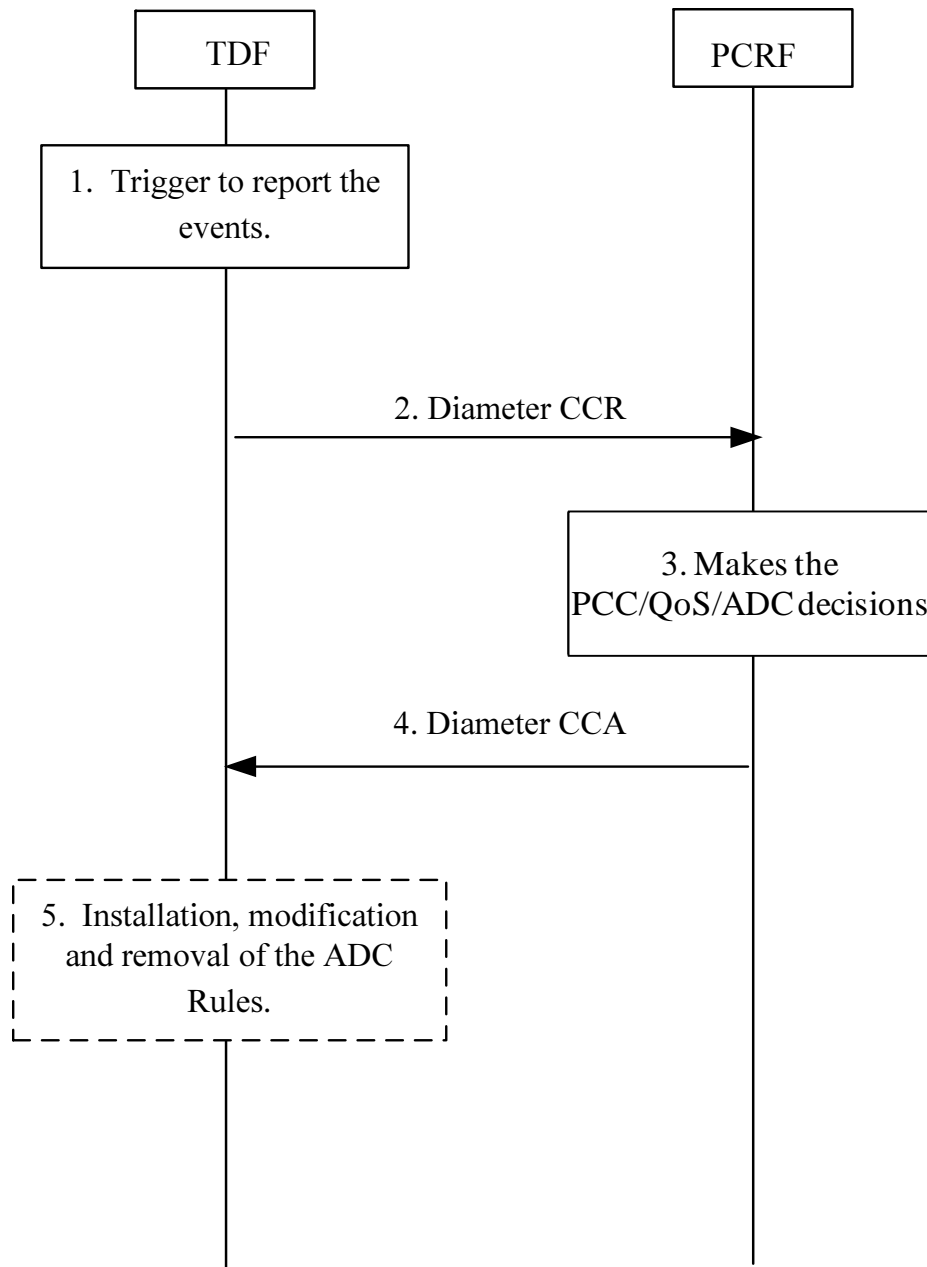 TDF
PCRF
1. Trigger to report the
events.
2. Diameter CCR
3. Makes the
PCC/QoS/ADC decisions
4. Diameter CCA
5. Installation, modification
and removal of the ADC
Rules.